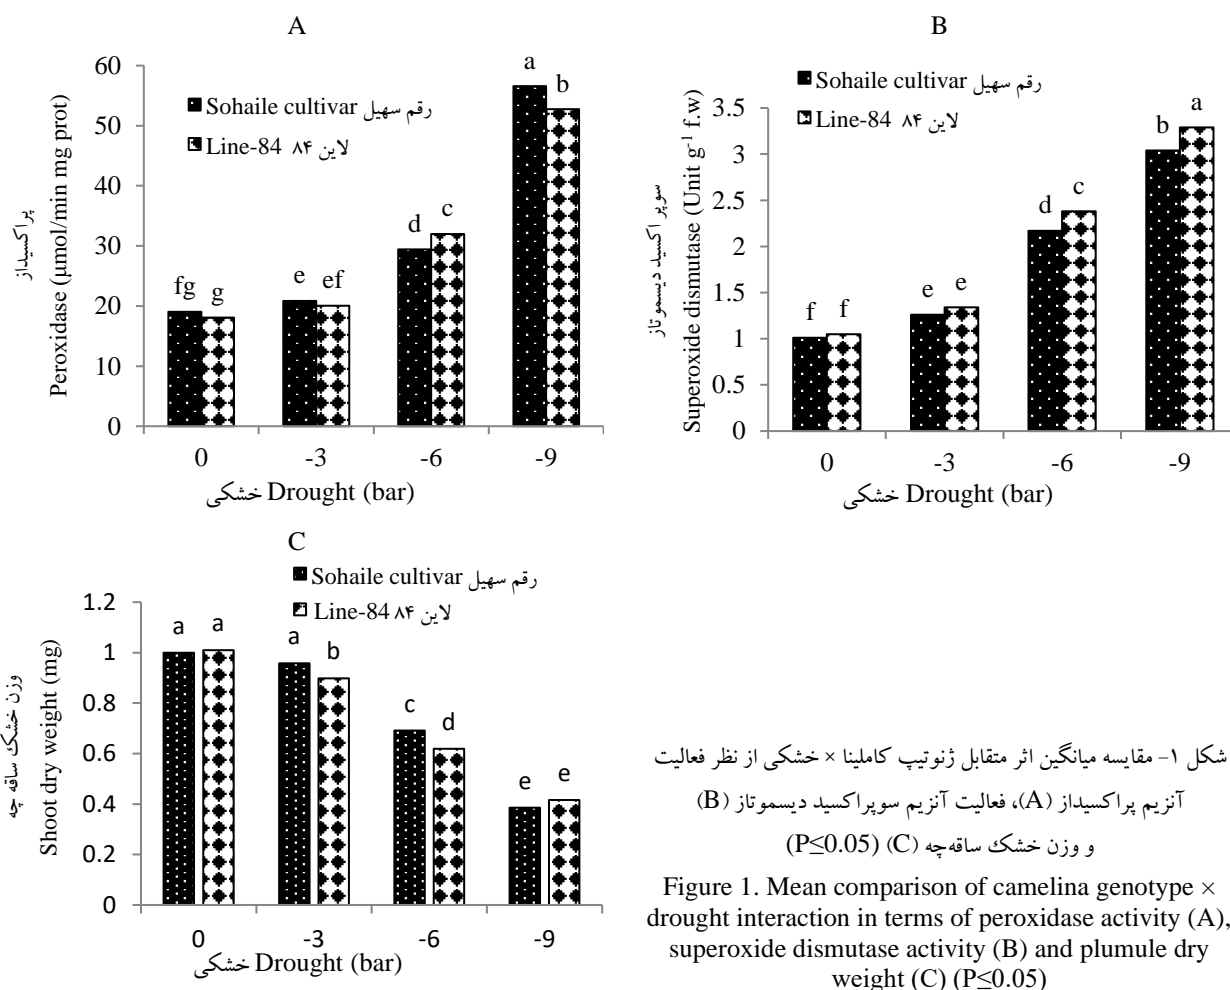 A
60
50
40
30
20
10
0
پراکسیداز
Peroxidase (µmol/min mg prot)
Sohaile cultivar رقم سهیل
Line-84 لاین ۸۴
fg
g
e
ef
d
c
a
b
0
-3
-6
-9
خشکی Drought (bar)
B
3.5
3
2.5
2
1.5
1
0.5
0
سوپر اکسید دیسموتاز
Superoxide dismutase (Unit g-1 f.w)
Sohaile cultivar رقم سهیل
Line-84 لاین ۸۴
f
f
e
e
d
c
b
a
0
-3
-6
-9
خشکی Drought (bar)
C
1.2
1
0.8
0.6
0.4
0.2
0
وزن خشک ساقه چه
Shoot dry weight (mg)
Sohaile cultivar رقم سهیل
Line-84 لاین ۸۴
a
a
a
b
c
d
e
e
0
-3
-6
-9
خشکی Drought (bar)
شکل ۱- مقایسه میانگین اثر متقابل ژنوتیپ کاملینا × خشکی از نظر فعالیت
آنزیم پراکسیداز (A)، فعالیت آنزیم سوپراکسید دیسموتاز (B)
و وزن خشک ساقه‌چه (C) (P≤0.05)
Figure 1. Mean comparison of camelina genotype ×
drought interaction in terms of peroxidase activity (A),
superoxide dismutase activity (B) and plumule dry
weight (C) (P≤0.05)